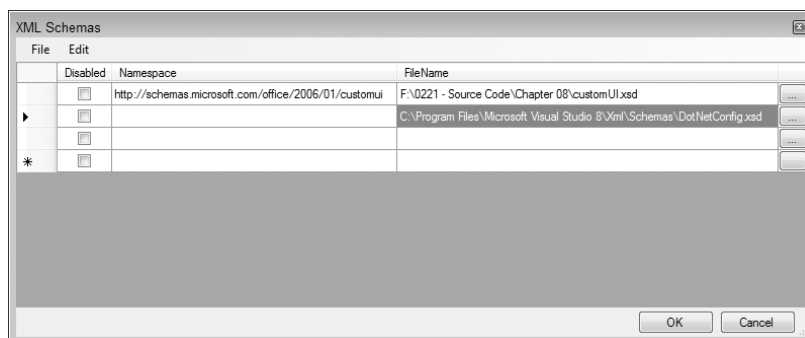 XML Schemas
File Edit
Disabled Namespace FileName
http://schemas.microsoft.com/office/2006/01/customui F:\0221 - Source Code\Chapter 08\customUI.xsd ...
C:\Program Files\Microsoft Visual Studio 8\Xml\Schemas\DotNetConfig.xsd ...
...
OK Cancel